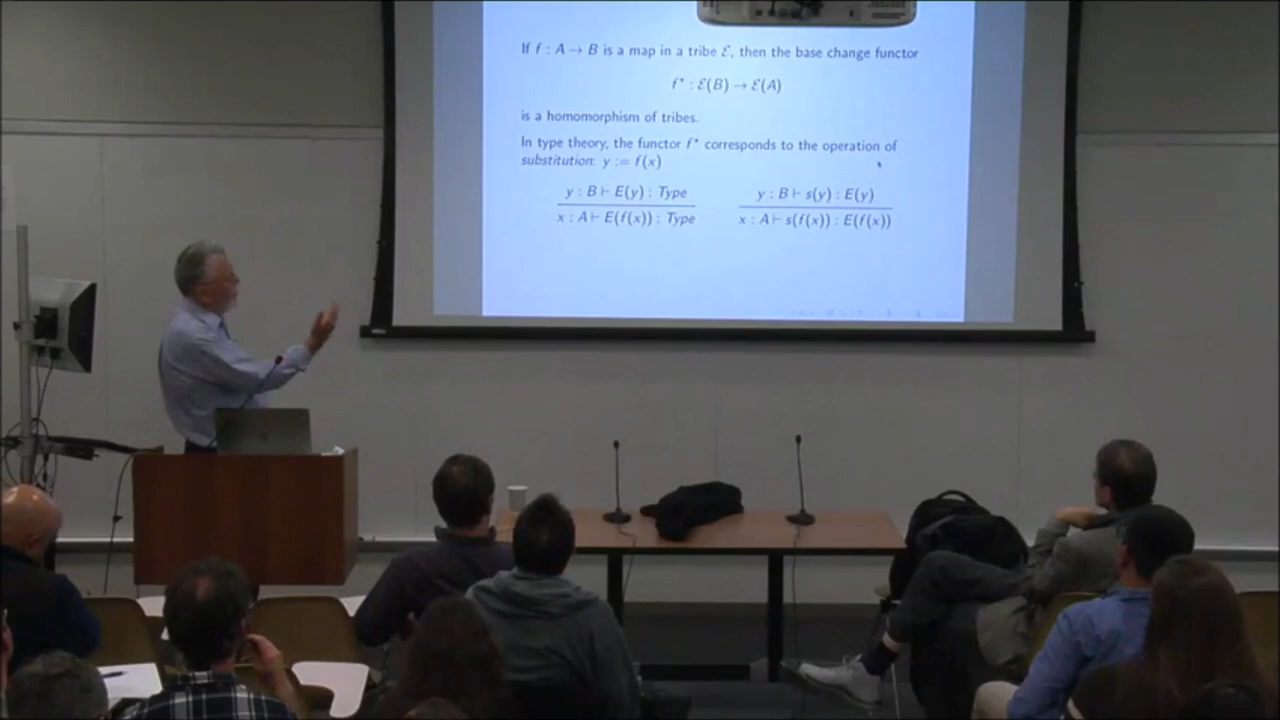 If f : A → B is a map in a tribe ℰ, then the base change functor
f* : ℰ(B) → ℰ(A)
is a homomorphism of tribes.
In type theory, the functor f* corresponds to the operation of
substitution: y := f(x)
y : B ⊢ E(y) : Type
x : A ⊢ E(f(x)) : Type
y : B ⊢ s(y) : E(y)
x : A ⊢ s(f(x)) : E(f(x))